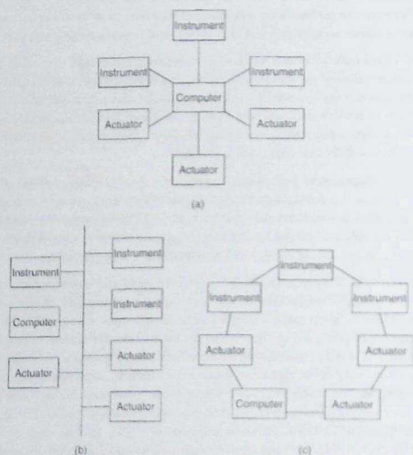 Instrument
Instrument Instrument
Computer
Actuator Actuator
Actuator
(a)
Instrument
Instrument
Instrument
Computer
Actuator
Actuator
Actuator
(b)
Instrument
Instrument Instrument
Actuator Actuator
Computer Actuator
(c)